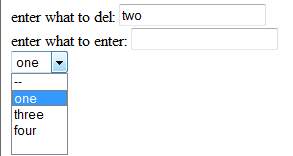 enter what to del: two
enter what to enter:
one
--
one
three
four